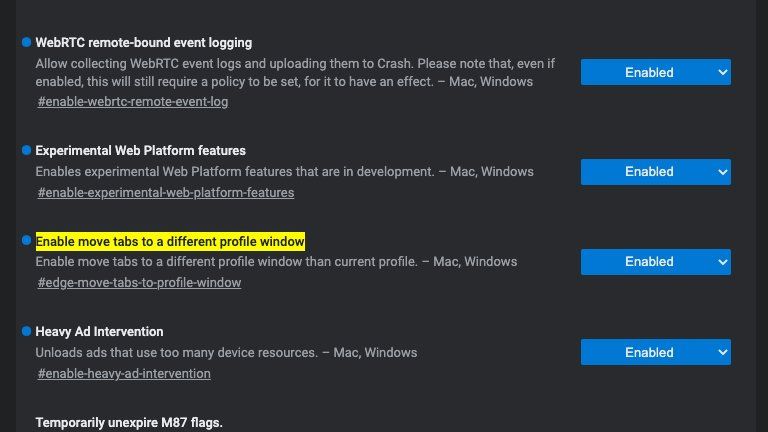 WebRTC remote-bound event logging
Allow collecting WebRTC event logs and uploading them to Crash. Please note that, even if
enabled, this will still require a policy to be set, for it to have an effect. – Mac, Windows
#enable-webrtc-remote-event-log
Enabled
Experimental Web Platform features
Enables experimental Web Platform features that are in development. – Mac, Windows
#enable-experimental-web-platform-features
Enabled
Enable move tabs to a different profile window
Enable move tabs to a different profile window than current profile. – Mac, Windows
#edge-move-tabs-to-profile-window
Enabled
Heavy Ad Intervention
Unloads ads that use too many device resources. – Mac, Windows
#enable-heavy-ad-intervention
Enabled
Temporarily unexpire M87 flags.